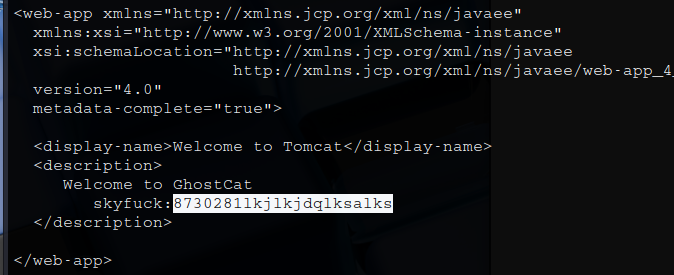 <web-app xmlns="http://xmlns.jcp.org/xml/ns/javaee"
xmlns:xsi="http://www.w3.org/2001/XMLSchema-instance"
xsi:schemaLocation="http://xmlns.jcp.org/xml/ns/javaee
http://xmlns.jcp.org/xml/ns/javaee/web-app_4_
version="4.0"
metadata-complete="true">
<display-name>Welcome to Tomcat</display-name>
<description>
Welcome to GhostCat
skyfuck:8730281lkjlkjdqlksalks
</description>
</web-app>